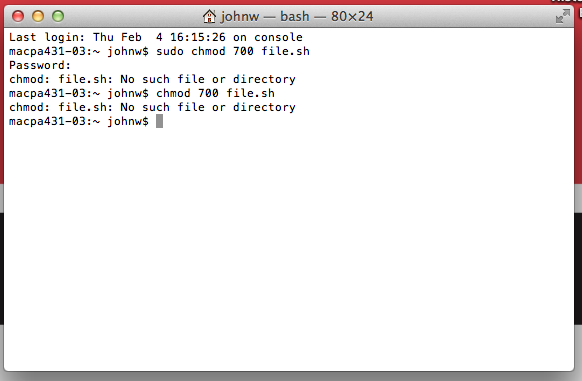 johnw — bash — 80×24
Last login: Thu Feb  4 16:15:26 on console
macpa431-03:~ johnw$ sudo chmod 700 file.sh
Password:
chmod: file.sh: No such file or directory
macpa431-03:~ johnw$ chmod 700 file.sh
chmod: file.sh: No such file or directory
macpa431-03:~ johnw$